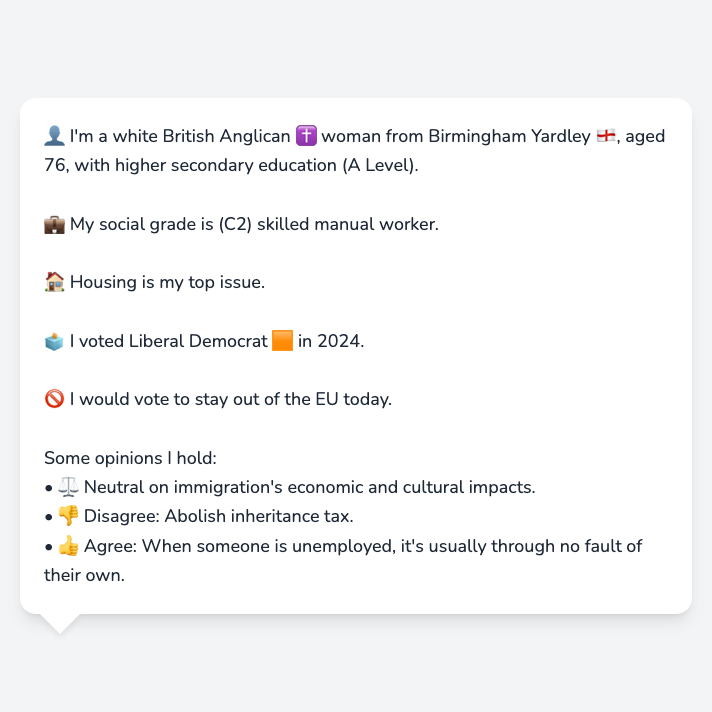 👤 I'm a white British Anglican ✝️ woman from Birmingham Yardley 🏴󠁧󠁢󠁥󠁮󠁧󠁿, aged
76, with higher secondary education (A Level).
💼 My social grade is (C2) skilled manual worker.
🏠 Housing is my top issue.
🗳️ I voted Liberal Democrat 🟧 in 2024.
🚫 I would vote to stay out of the EU today.
Some opinions I hold:
• ⚖️ Neutral on immigration's economic and cultural impacts.
• 👎 Disagree: Abolish inheritance tax.
• 👍 Agree: When someone is unemployed, it's usually through no fault of
their own.